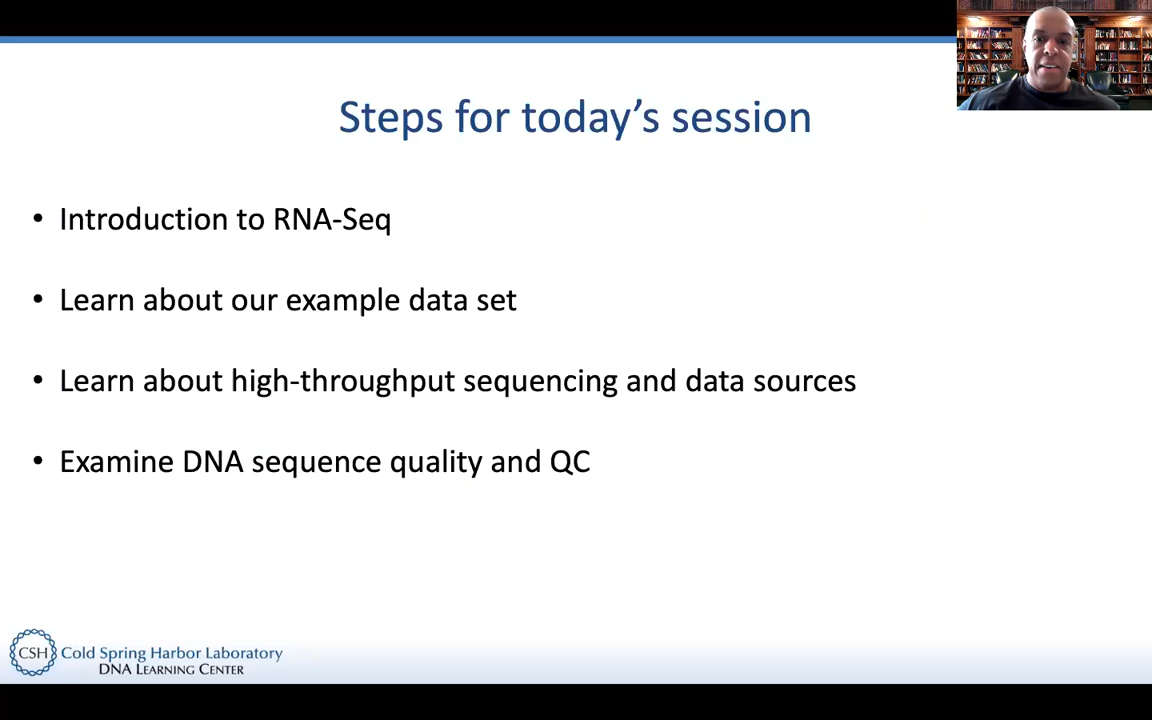 Steps for today's session
• Introduction to RNA-Seq
• Learn about our example data set
• Learn about high-throughput sequencing and data sources
• Examine DNA sequence quality and QC
CSH Cold Spring Harbor Laboratory
DNA LEARNING CENTER